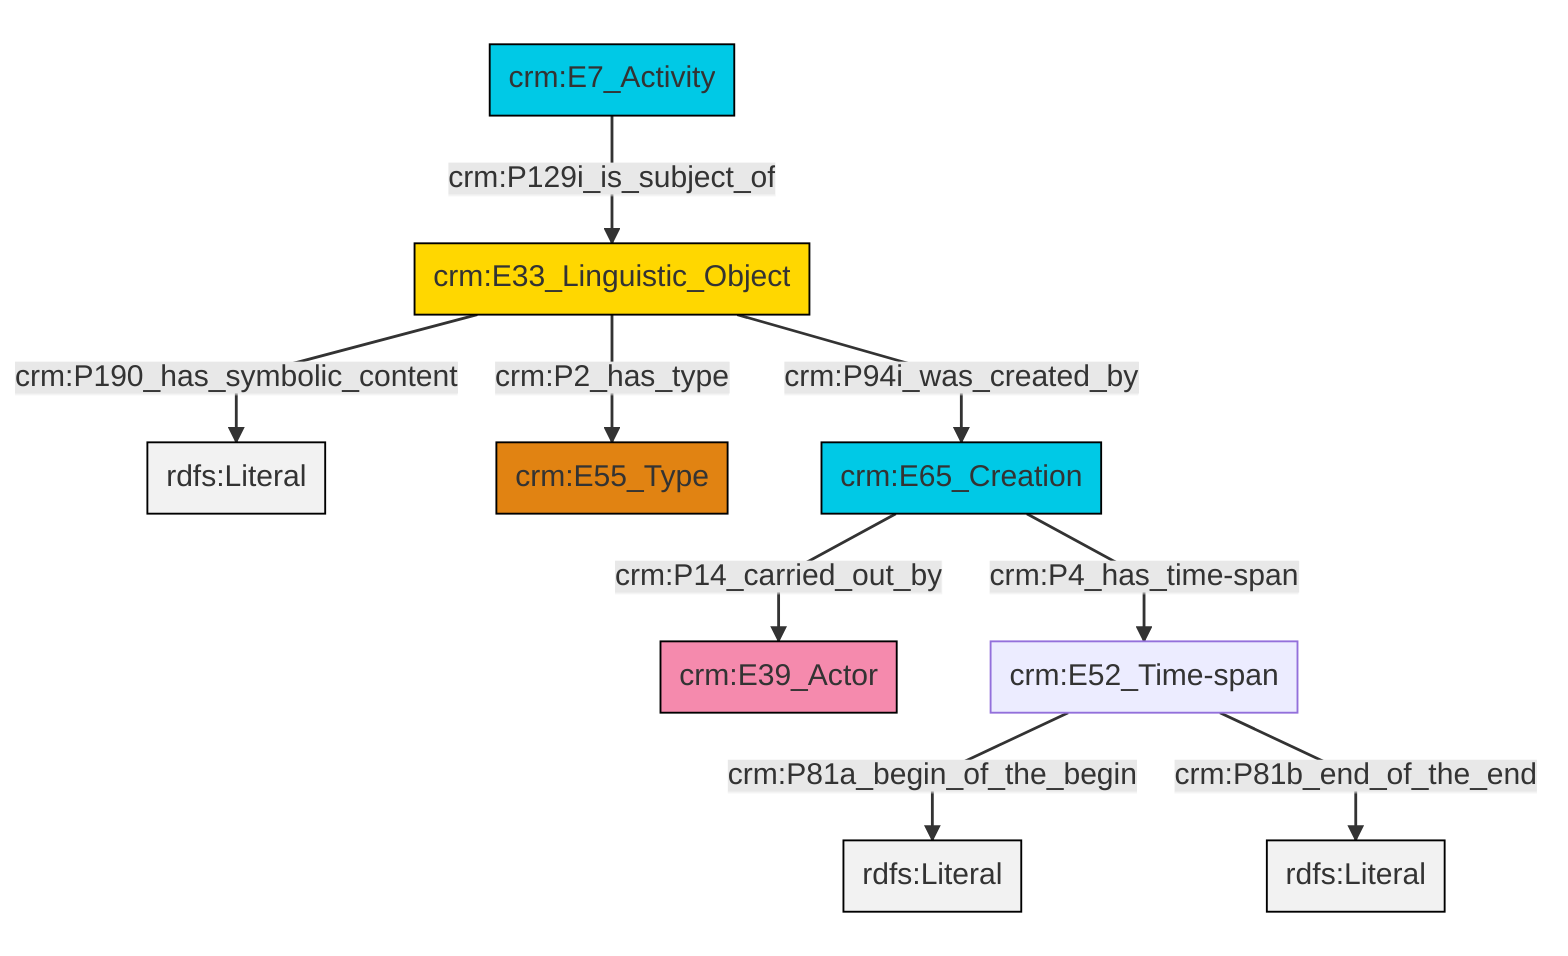 crm:E7_Activity
crm:P129i_is_subject_of
crm:E33_Linguistic_Object
crm:P190_has_symbolic_content
crm:P2_has_type
crm:P94i_was_created_by
rdfs:Literal
crm:E55_Type
crm:E65_Creation
crm:P14_carried_out_by
crm:P4_has_time-span
crm:E39_Actor
crm:E52_Time-span
crm:P81a_begin_of_the_begin
crm:P81b_end_of_the_end
rdfs:Literal
rdfs:Literal